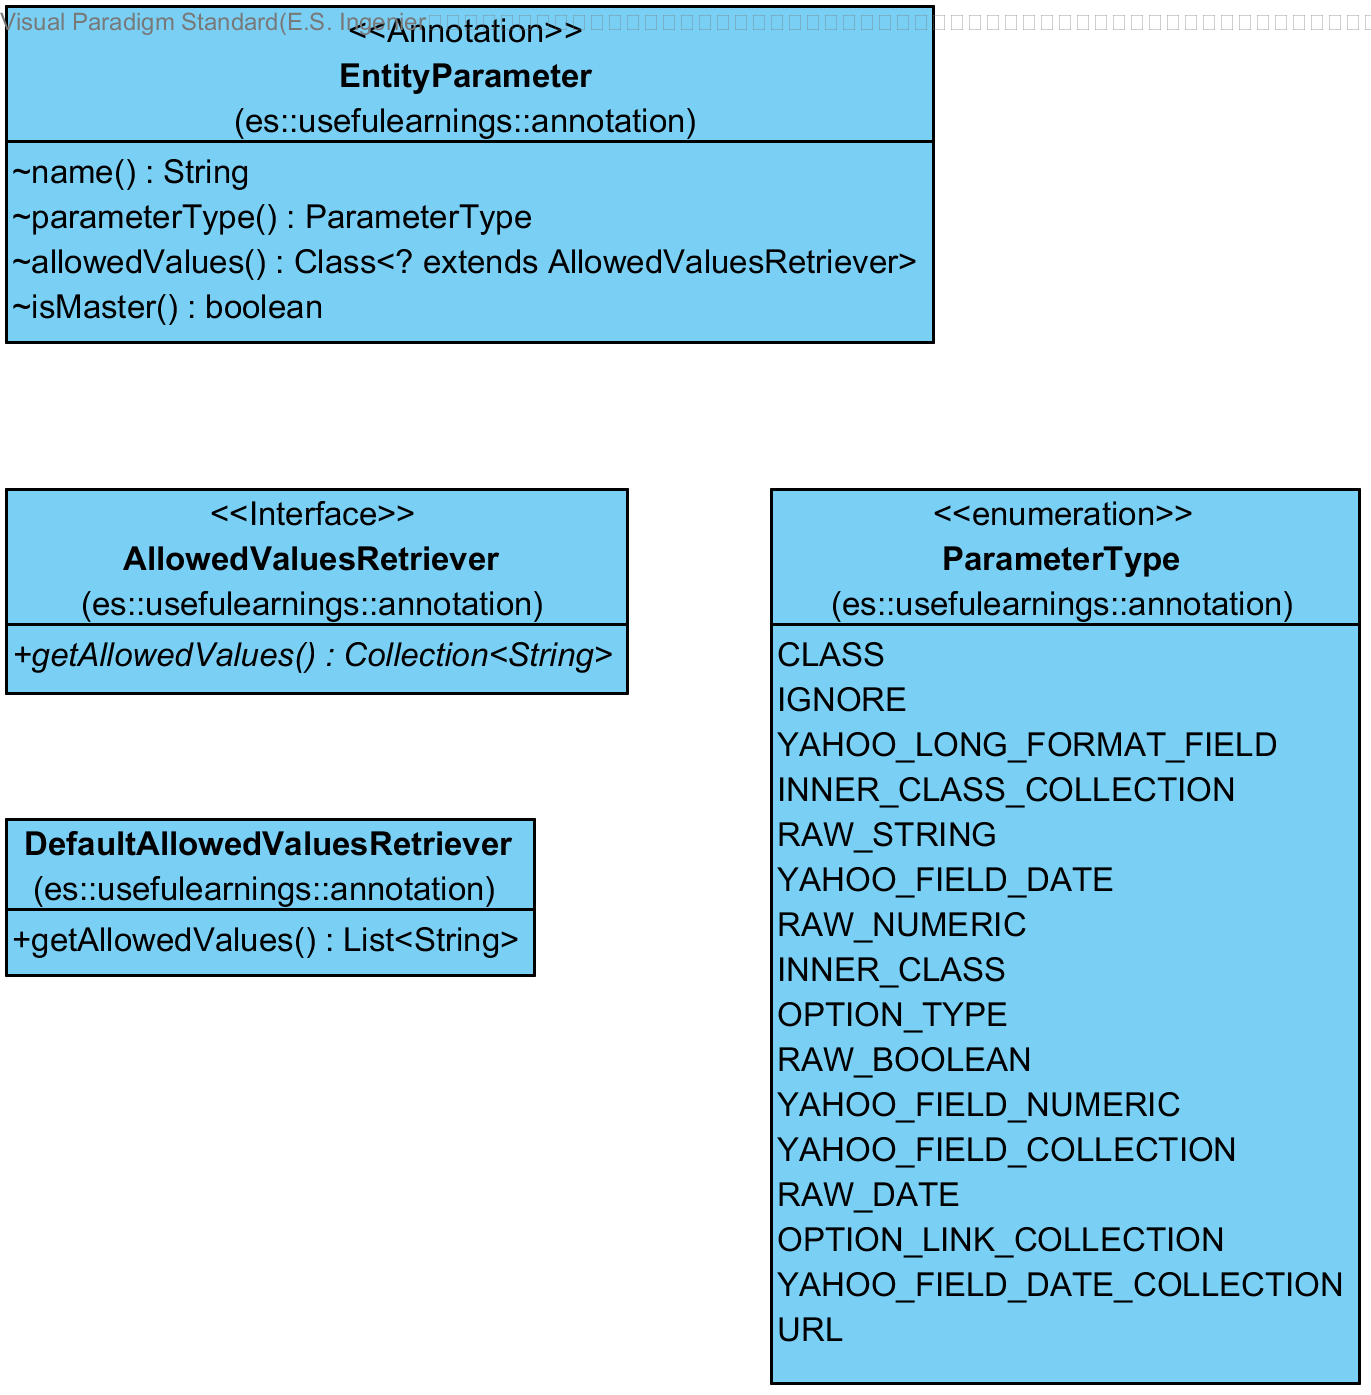 Visual Paradigm Standard(E.S. Ingenier
<<Annotation>>
EntityParameter
(es::usefulearnings::annotation)
~name() : String
~parameterType() : ParameterType
~allowedValues() : Class<? extends AllowedValuesRetriever>
~isMaster() : boolean
<<Interface>>
AllowedValuesRetriever
(es::usefulearnings::annotation)
+getAllowedValues() : Collection<String>
DefaultAllowedValuesRetriever
(es::usefulearnings::annotation)
+getAllowedValues() : List<String>
<<enumeration>>
ParameterType
(es::usefulearnings::annotation)
CLASS
IGNORE
YAHOO_LONG_FORMAT_FIELD
INNER_CLASS_COLLECTION
RAW_STRING
YAHOO_FIELD_DATE
RAW_NUMERIC
INNER_CLASS
OPTION_TYPE
RAW_BOOLEAN
YAHOO_FIELD_NUMERIC
YAHOO_FIELD_COLLECTION
RAW_DATE
OPTION_LINK_COLLECTION
YAHOO_FIELD_DATE_COLLECTION
URL